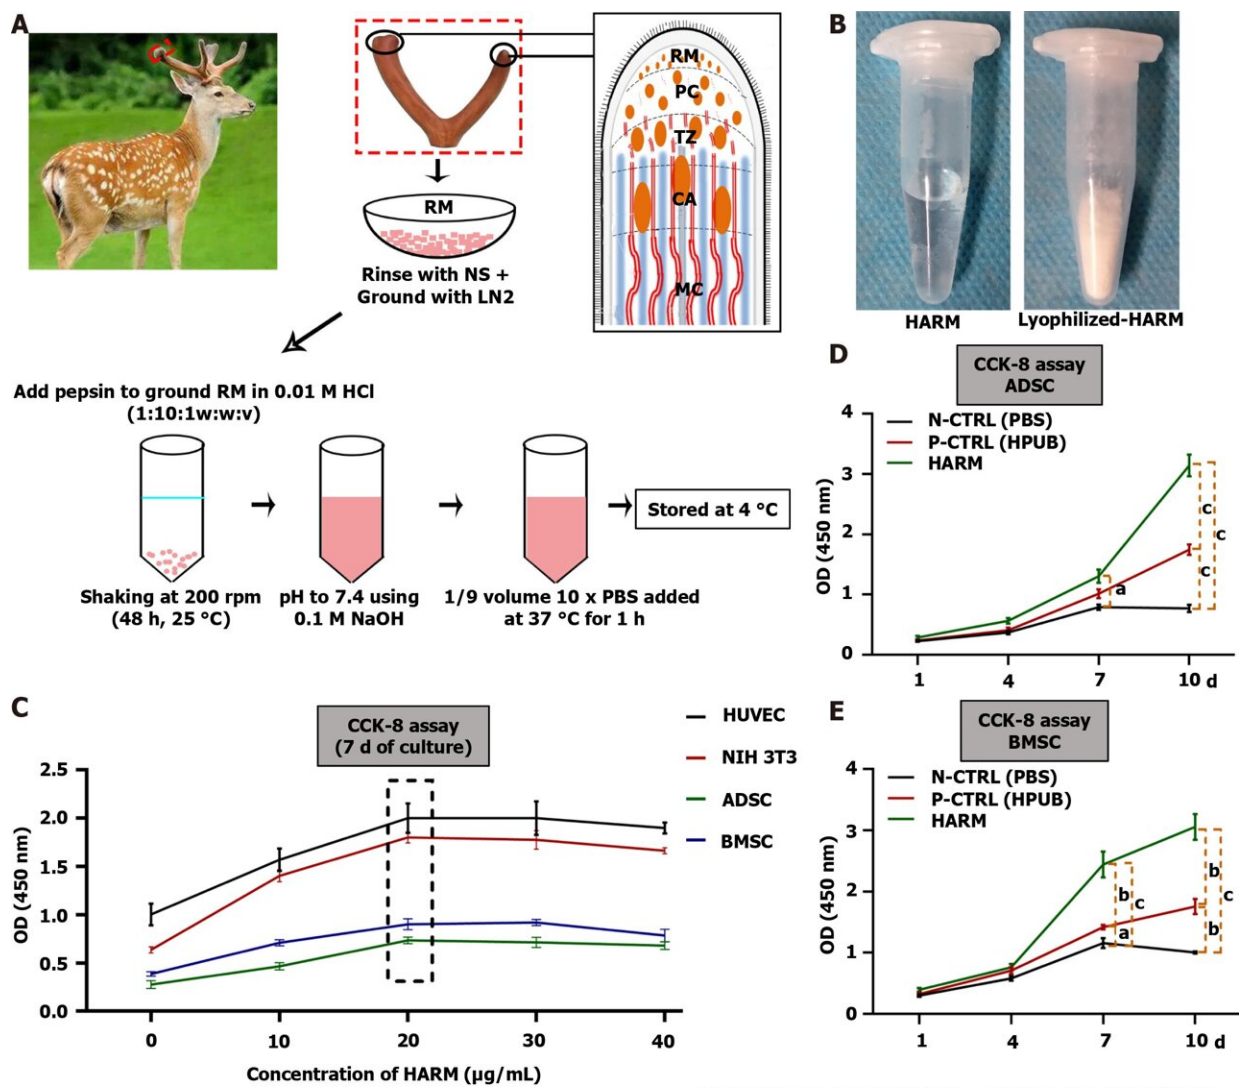 A
RM
PC
TZ
CA
MC
RM
Rinse with NS +
Ground with LN2
Add pepsin to ground RM in 0.01 M HCl
(1:10:1w:w:v)
Shaking at 200 rpm
(48 h, 25 °C)
pH to 7.4 using
0.1 M NaOH
1/9 volume 10 x PBS added
at 37 °C for 1 h
Stored at 4 °C
B
HARM
Lyophilized-HARM
C
CCK-8 assay
(7 d of culture)
HUVEC
NIH 3T3
ADSC
BMSC
OD (450 nm)
2.5
2.0
1.5
1.0
0.5
0.0
0 10 20 30 40
Concentration of HARM (µg/mL)
D
CCK-8 assay
ADSC
N-CTRL (PBS)
P-CTRL (HPUB)
HARM
OD (450 nm)
4
3
2
1
0
a
c
c
c
1 4 7 10 d
E
CCK-8 assay
BMSC
N-CTRL (PBS)
P-CTRL (HPUB)
HARM
OD (450 nm)
4
3
2
1
0
b
c
a
b
c
b
1 4 7 10 d